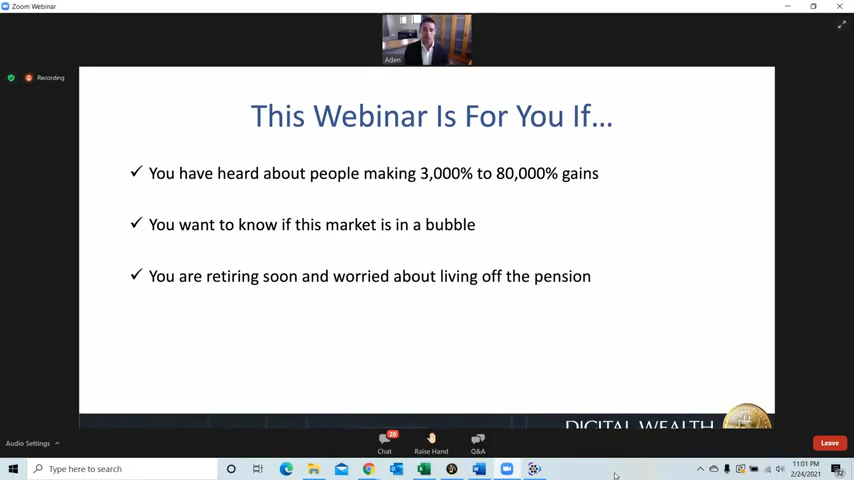 Zoom Webinar
Aden
Recording
This Webinar Is For You If...
✓ You have heard about people making 3,000% to 80,000% gains
✓ You want to know if this market is in a bubble
✓ You are retiring soon and worried about living off the pension
DIGITAL WEALTH
Audio Settings
20
Chat
Raise Hand
Q&A
Leave
Type here to search
11:01 PM
2/24/2021